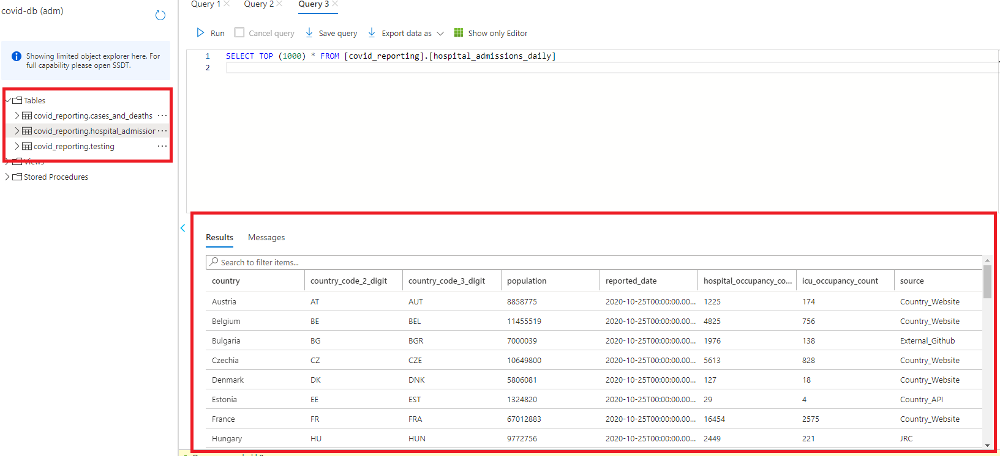 covid-db (adm)
Showing limited object explorer here. For
full capability please open SSDT.
Tables
covid_reporting.cases_and_deaths ...
covid_reporting.hospital_admission ...
covid_reporting.testing ...
Views
Stored Procedures
Query 1 Query 2 Query 3
Run Cancel query Save query Export data as Show only Editor
1 SELECT TOP (1000) * FROM [covid_reporting].[hospital_admissions_daily]
2
Results Messages
Search to filter items...
country country_code_2_digit country_code_3_digit population reported_date hospital_occupancy_co... icu_occupancy_count source
Austria AT AUT 8858775 2020-10-25T00:00:00.00... 1225 174 Country_Website
Belgium BE BEL 11455519 2020-10-25T00:00:00.00... 4825 756 Country_Website
Bulgaria BG BGR 7000039 2020-10-25T00:00:00.00... 1976 138 External_Github
Czechia CZ CZE 10649800 2020-10-25T00:00:00.00... 5613 828 Country_Website
Denmark DK DNK 5806081 2020-10-25T00:00:00.00... 127 18 Country_Website
Estonia EE EST 1324820 2020-10-25T00:00:00.00... 29 4 Country_API
France FR FRA 67012883 2020-10-25T00:00:00.00... 16454 2575 Country_Website
Hungary HU HUN 9772756 2020-10-25T00:00:00.00... 2449 221 JRC